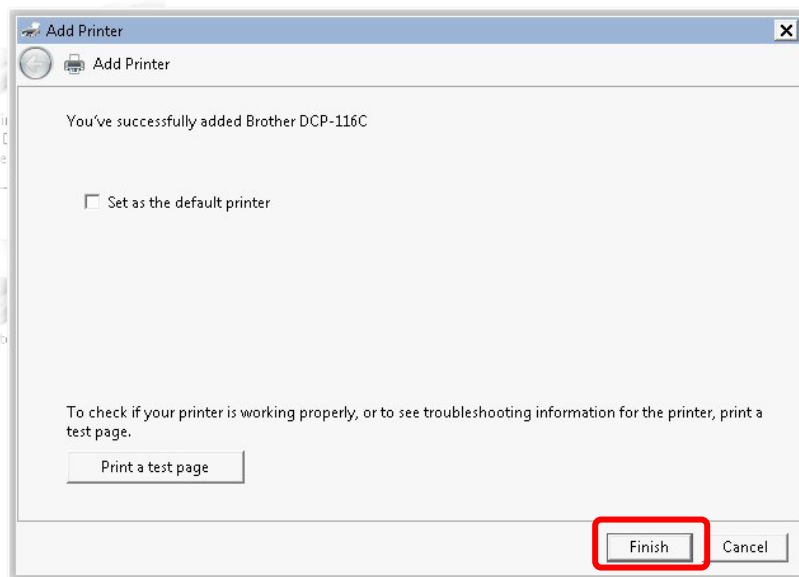 Add Printer
Add Printer
You've successfully added Brother DCP-116C
Set as the default printer
To check if your printer is working properly, or to see troubleshooting information for the printer, print a
test page.
Print a test page
Finish Cancel